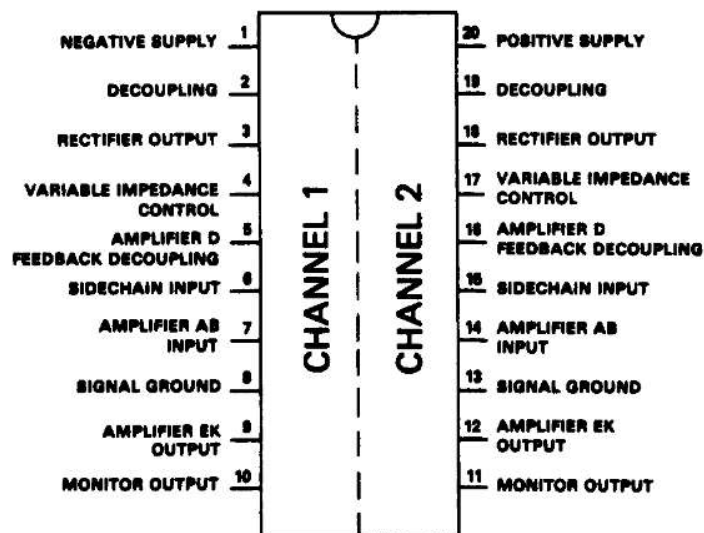 NEGATIVE SUPPLY 1
DECOUPLING 2
RECTIFIER OUTPUT 3
VARIABLE IMPEDANCE 4
CONTROL
AMPLIFIER D 5
FEEDBACK DECOUPLING
SIDECHAIN INPUT 6
AMPLIFIER AB 7
INPUT
SIGNAL GROUND 8
AMPLIFIER EK 9
OUTPUT
MONITOR OUTPUT 10
CHANNEL 1
CHANNEL 2
20 POSITIVE SUPPLY
19 DECOUPLING
18 RECTIFIER OUTPUT
17 VARIABLE IMPEDANCE
CONTROL
16 AMPLIFIER D
FEEDBACK DECOUPLING
15 SIDECHAIN INPUT
14 AMPLIFIER AB
INPUT
13 SIGNAL GROUND
12 AMPLIFIER EK
OUTPUT
11 MONITOR OUTPUT